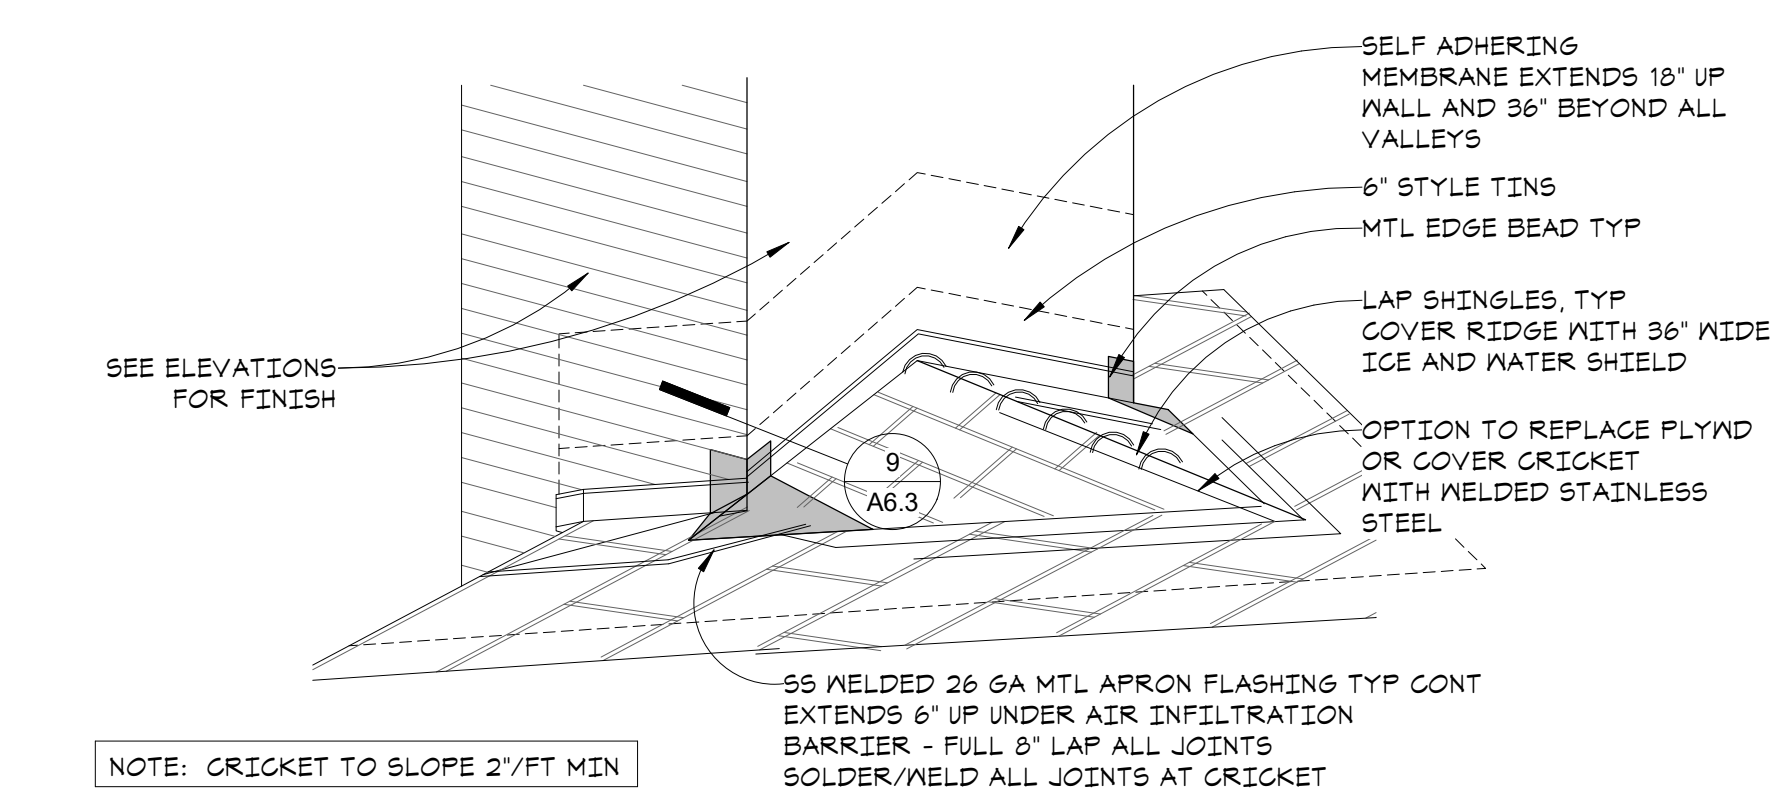 SELF ADHERING
MEMBRANE EXTENDS 18" UP
WALL AND 36" BEYOND ALL
VALLEYS
6" STYLE TINS
MTL EDGE BEAD TYP
LAP SHINGLES, TYP
COVER RIDGE WITH 36" WIDE
ICE AND WATER SHIELD
SEE ELEVATIONS
FOR FINISH
OPTION TO REPLACE PLYWD
OR COVER CRICKET
WITH WELDED STAINLESS
STEEL
9
A6.3
SS WELDED 26 GA MTL APRON FLASHING TYP CONT
EXTENDS 6" UP UNDER AIR INFILTRATION
BARRIER - FULL 8" LAP ALL JOINTS
SOLDER/WELD ALL JOINTS AT CRICKET
NOTE: CRICKET TO SLOPE 2"/FT MIN